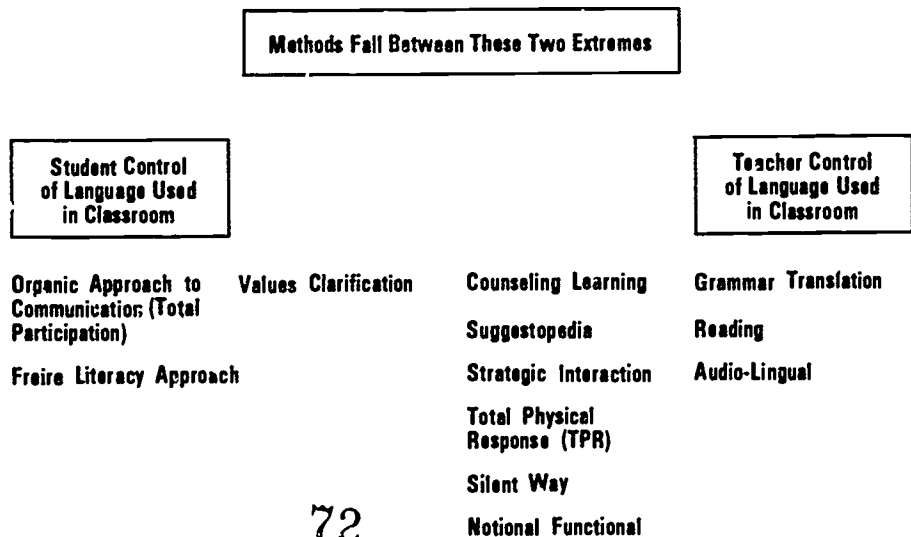 Methods Fall Between These Two Extremes
Student Control
of Language Used
in Classroom
Teacher Control
of Language Used
in Classroom
Organic Approach to
Communication (Total
Participation)
Freire Literacy Approach
Values Clarification
Counseling Learning
Suggestopedia
Strategic Interaction
Total Physical
Response (TPR)
Silent Way
Notional Functional
Grammar Translation
Reading
Audio-Lingual
72